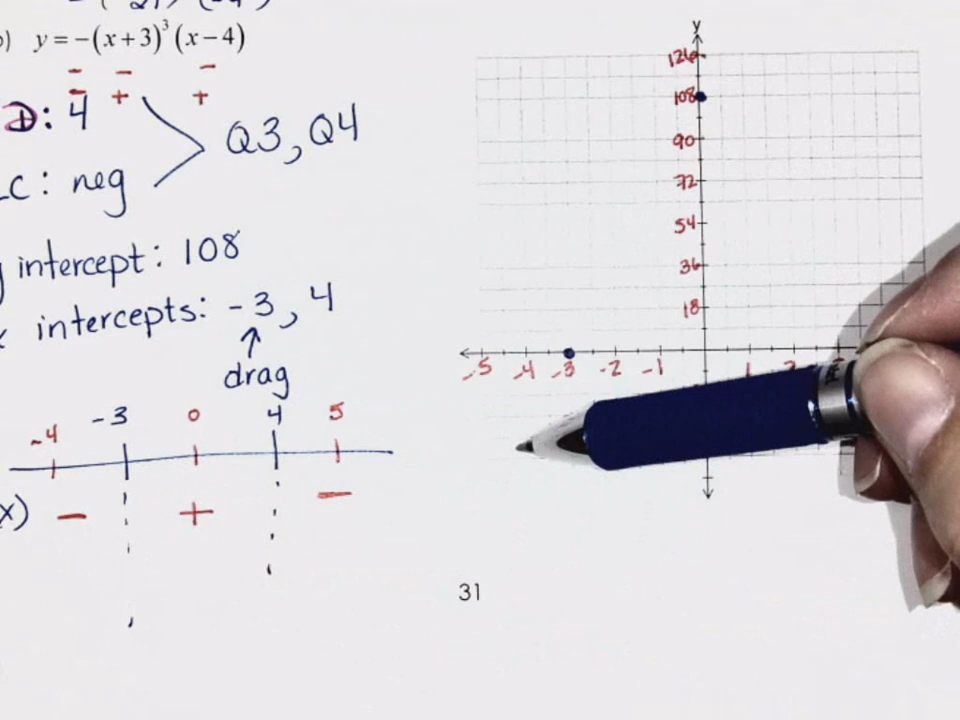 b) y = -(x+3)³(x-4)
- - -
- + +
D: 4
Q3, Q4
LC: neg
y intercept: 108
x intercepts: -3, 4
drag
-4 -3 0 4 5
x) - + -
y
126
108
90
72
54
36
18
-5 -4 -3 -2 -1 1 2
31